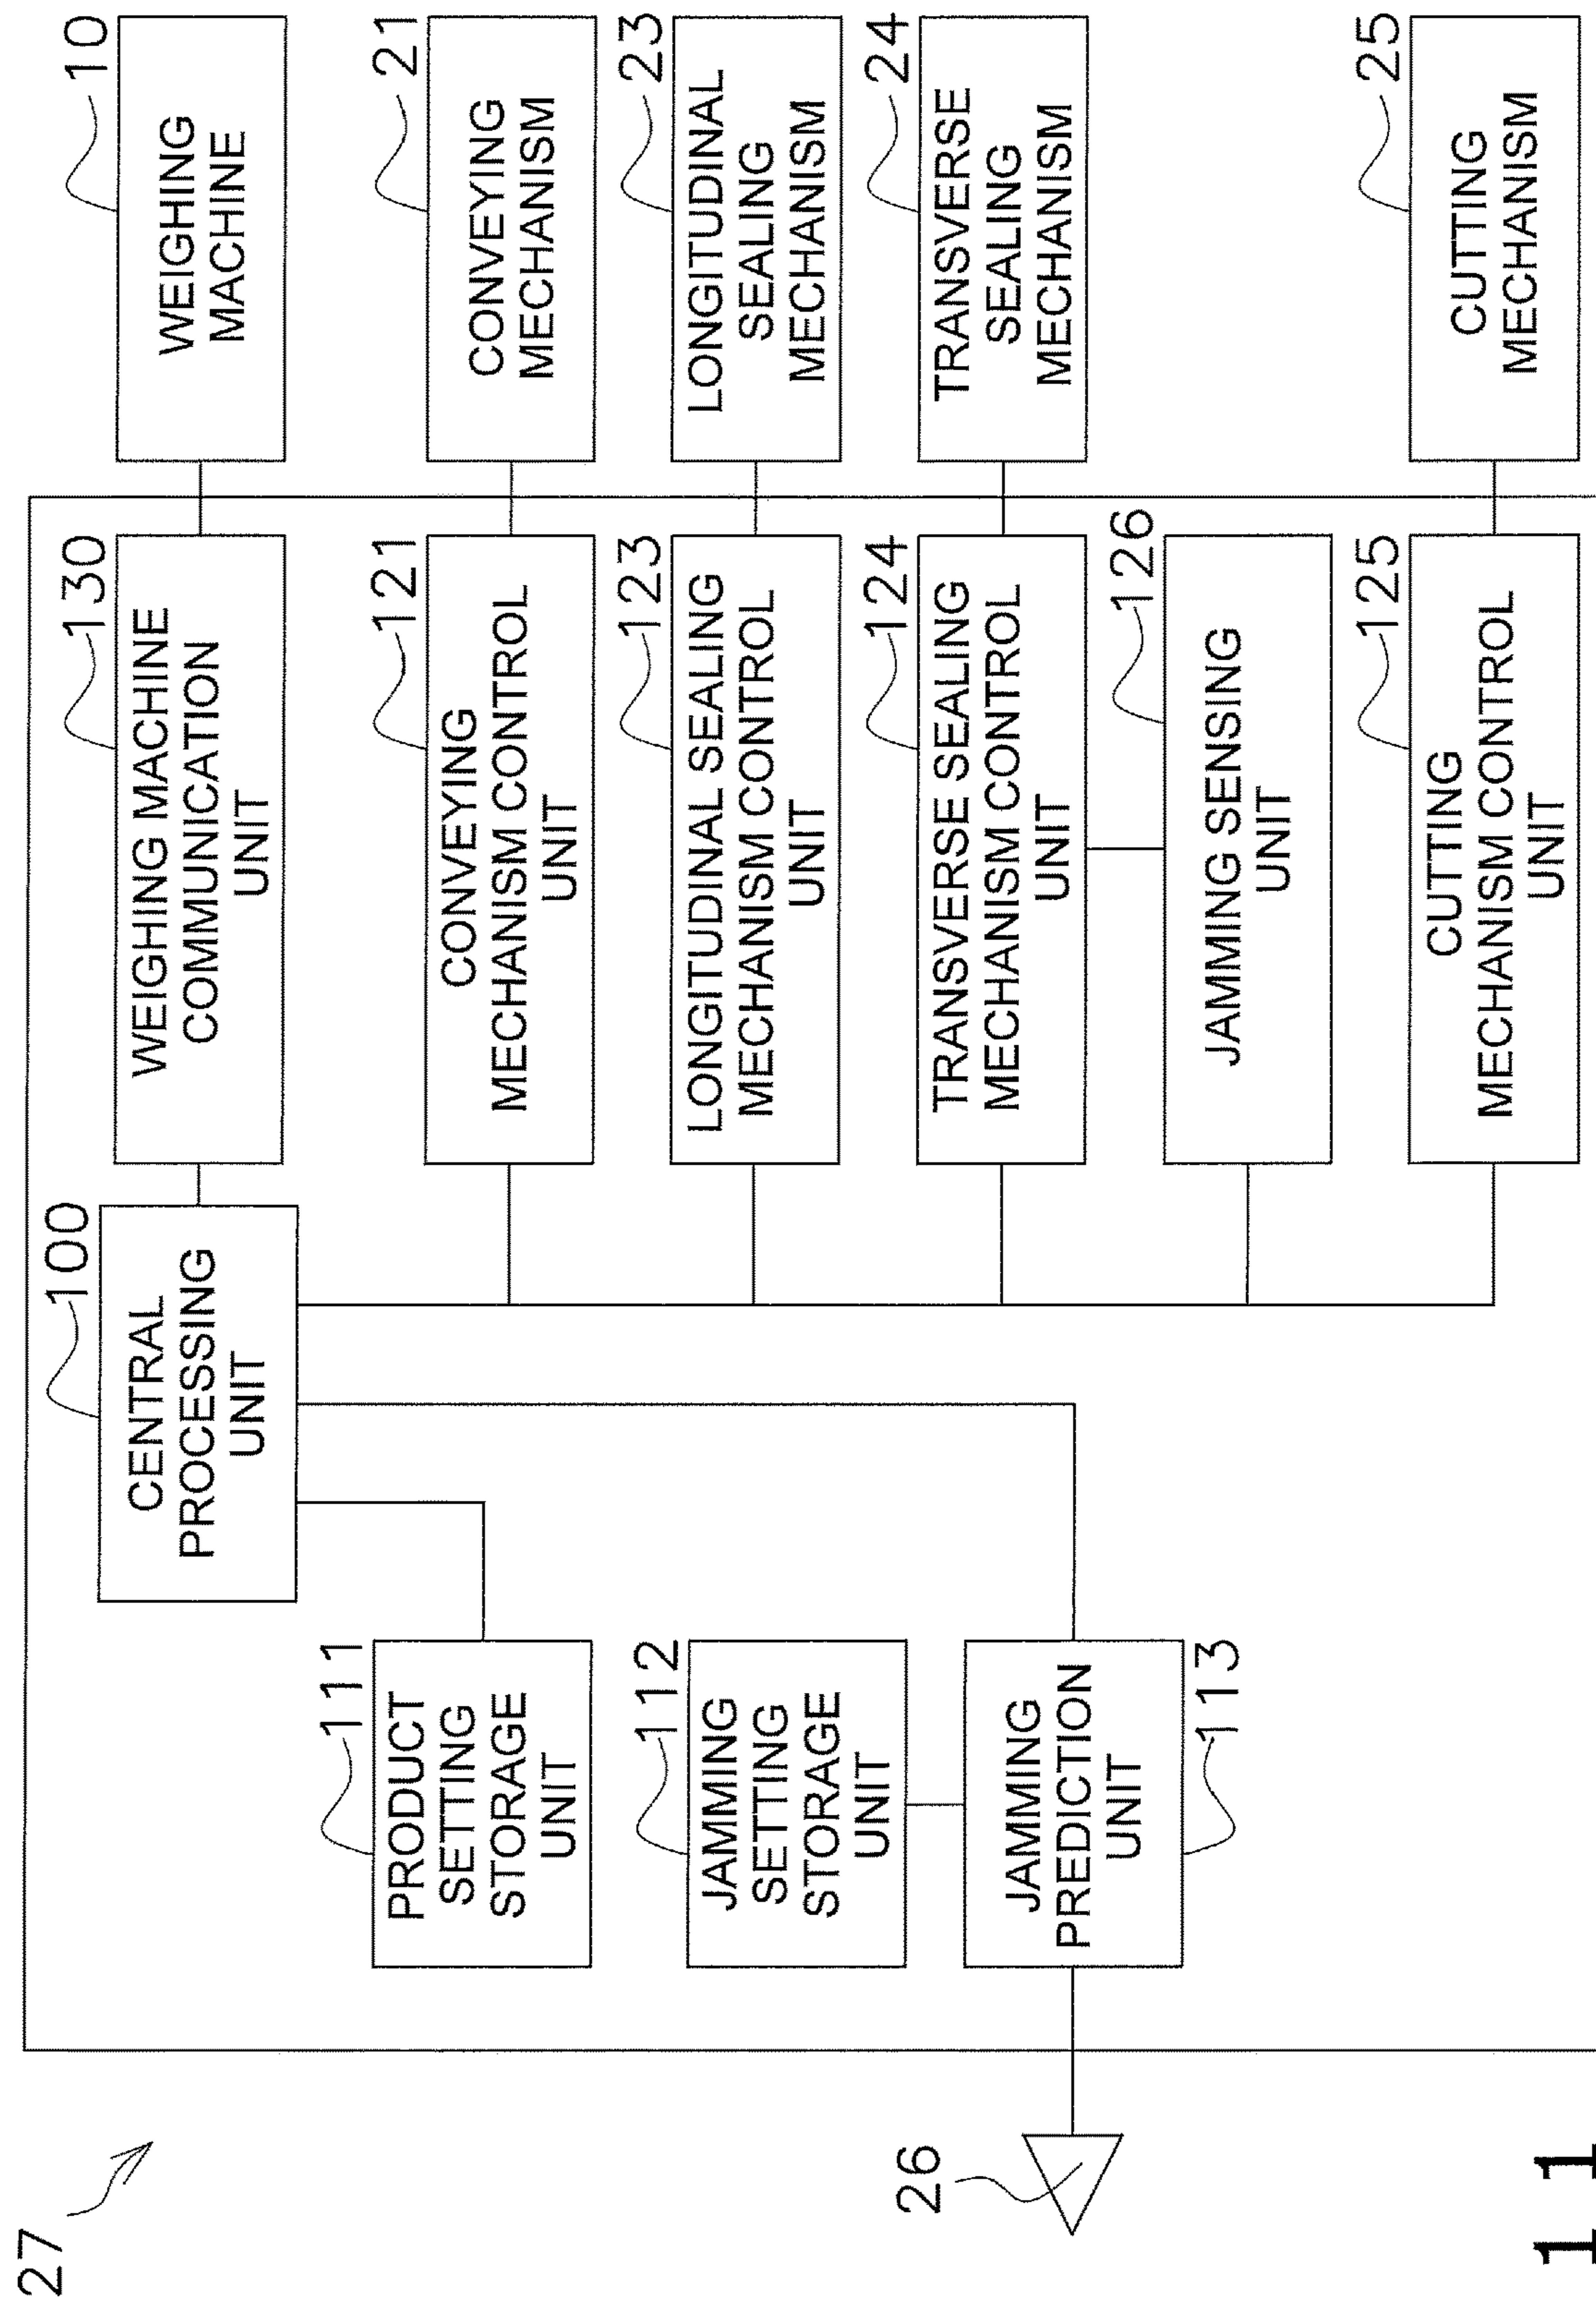 27
10
WEIGHING
MACHINE
21
CONVEYING
MECHANISM
23
LONGITUDINAL
SEALING
MECHANISM
24
TRANSVERSE
SEALING
MECHANISM
25
CUTTING
MECHANISM
130
WEIGHING MACHINE
COMMUNICATION
UNIT
121
CONVEYING
MECHANISM CONTROL
UNIT
123
LONGITUDINAL SEALING
MECHANISM CONTROL
UNIT
124
TRANSVERSE SEALING
MECHANISM CONTROL
UNIT
126
JAMMING SENSING
UNIT
125
CUTTING
MECHANISM CONTROL
UNIT
100
CENTRAL
PROCESSING
UNIT
111
PRODUCT
SETTING
STORAGE
UNIT
112
JAMMING
SETTING
STORAGE
UNIT
113
JAMMING
PREDICTION
UNIT
26
11